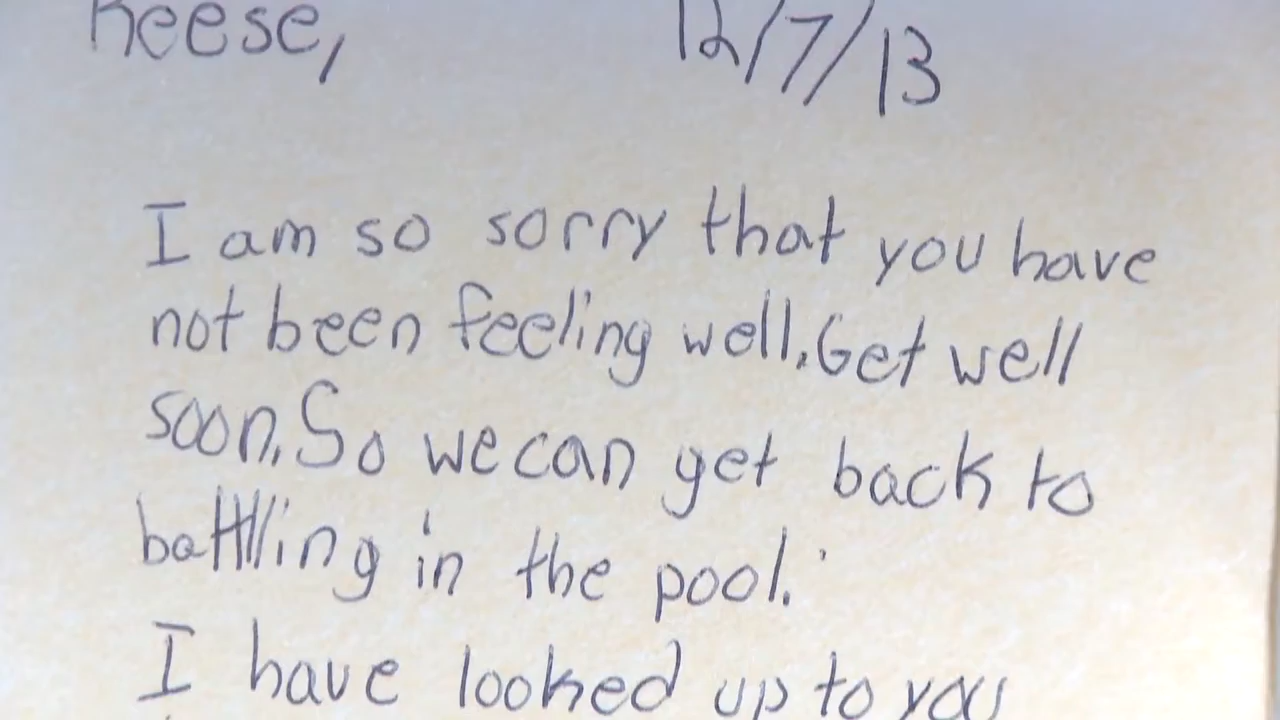 Reese, 12/7/13
I am so sorry that you have
not been feeling well. Get well
soon. So we can get back to
battling in the pool.
I have looked up to you